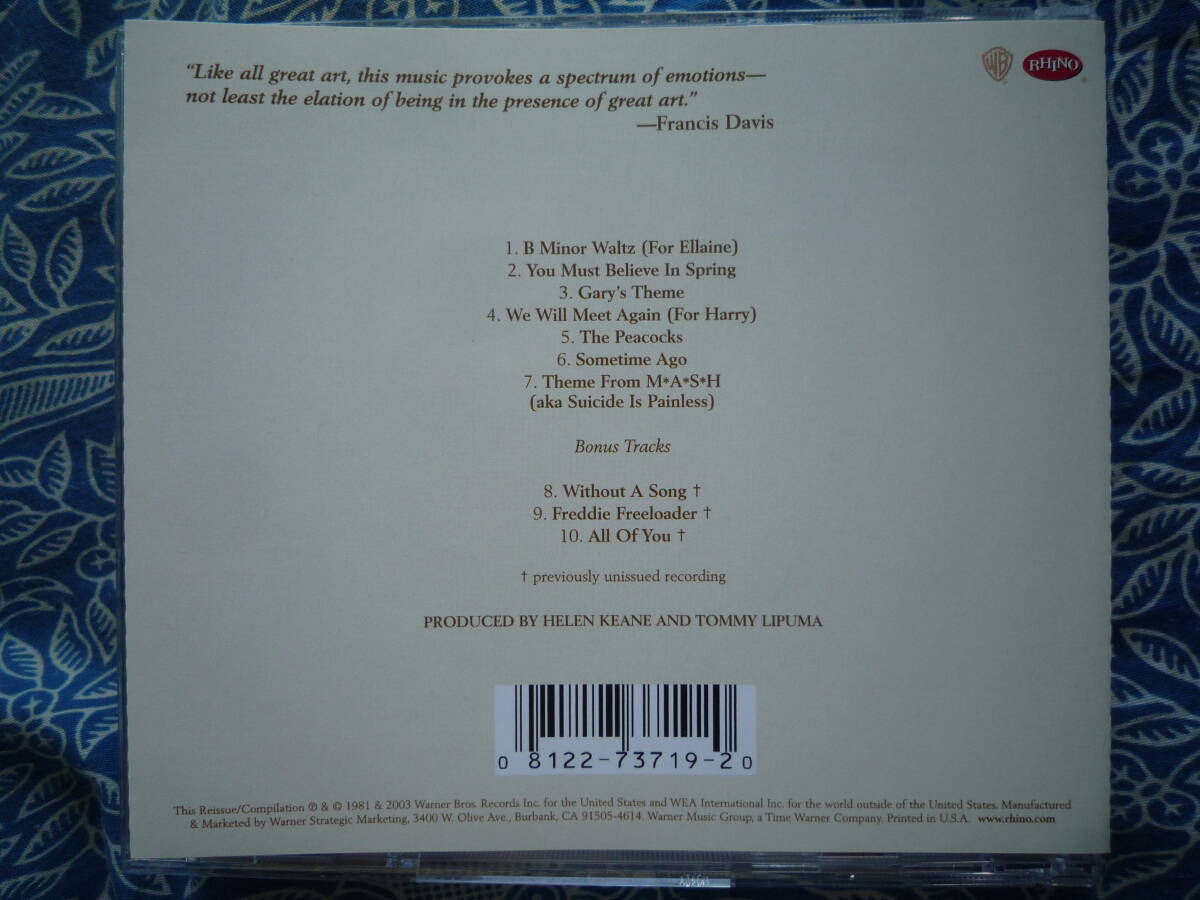 "Like all great art, this music provokes a spectrum of emotions—
not least the elation of being in the presence of great art."
—Francis Davis
WB
RHINO
1. B Minor Waltz (For Ellaine)
2. You Must Believe In Spring
3. Gary's Theme
4. We Will Meet Again (For Harry)
5. The Peacocks
6. Sometime Ago
7. Theme From M*A*S*H
(aka Suicide Is Painless)
Bonus Tracks
8. Without A Song †
9. Freddie Freeloader †
10. All Of You †
† previously unissued recording
PRODUCED BY HELEN KEANE AND TOMMY LIPUMA
0 81227-3719-2 0
This Reissue/Compilation ℗ & © 1981 & 2003 Warner Bros. Records Inc. for the United States and WEA International Inc. for the world outside of the United States. Manufactured
& Marketed by Warner Strategic Marketing, 3400 W. Olive Ave., Burbank, CA 91505-4614. Warner Music Group, a Time Warner Company. Printed in U.S.A. www.rhino.com